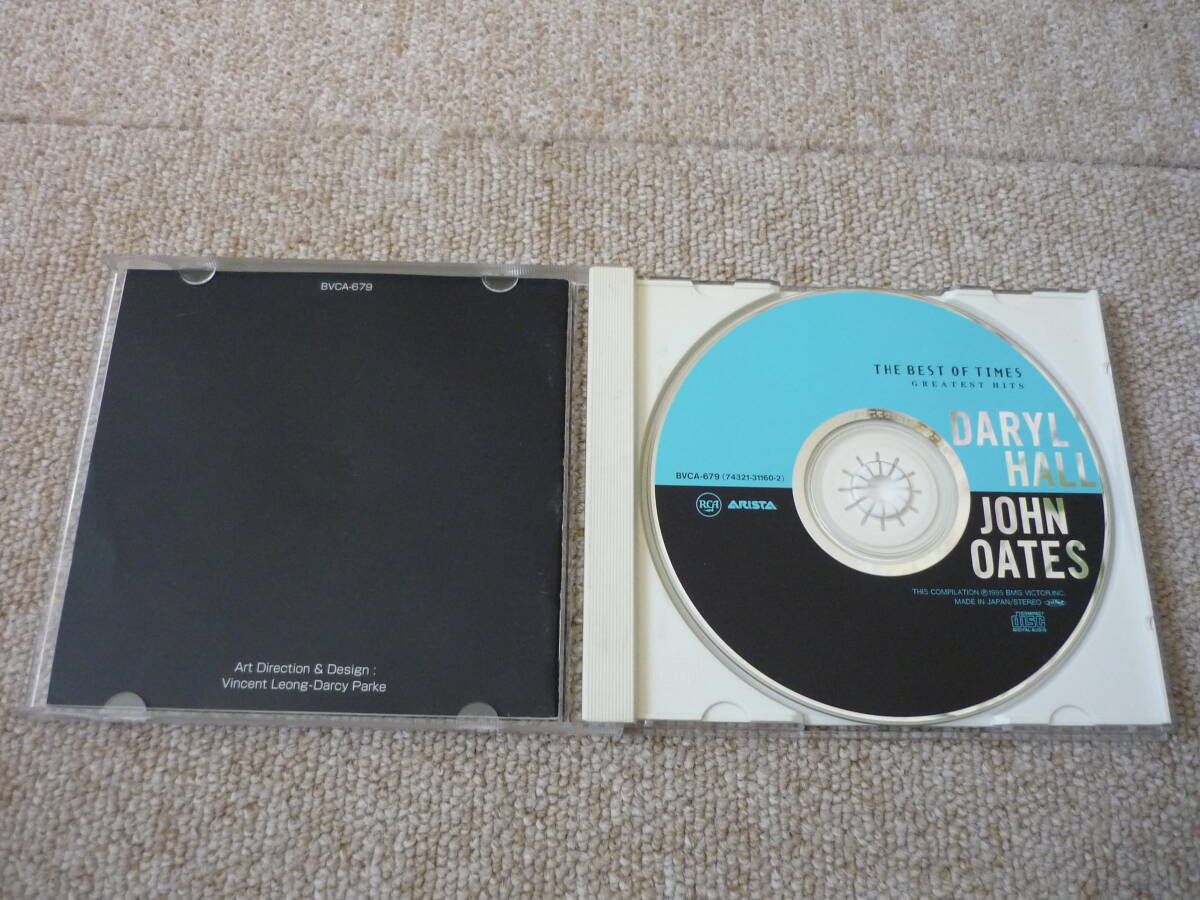 BVCA-679
Art Direction & Design :
Vincent Leong-Darcy Parke
THE BEST OF TIMES
GREATEST HITS
DARYL
HALL
JOHN
OATES
BVCA-679 (74321-31160-2)
RCA ARISTA
THIS COMPILATION ℗1995 BMG VICTOR,INC.
MADE IN JAPAN/STEREO
COMPACT
disc
DIGITAL AUDIO